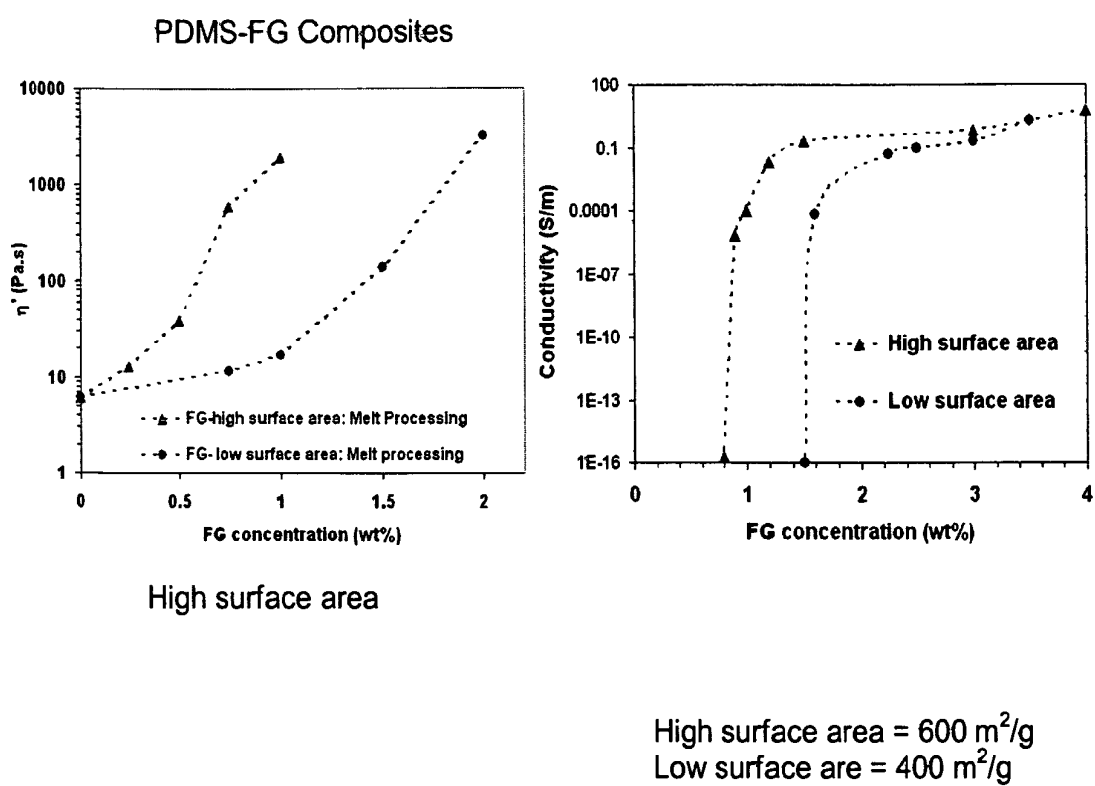 PDMS-FG Composites
10000
1000
100
10
1
η' (Pa.s)
0 0.5 1 1.5 2
FG concentration (wt%)
FG-high surface area: Melt Processing
FG- low surface area: Melt processing
High surface area
100
0.1
0.0001
1E-07
1E-10
1E-13
1E-16
Conductivity (S/m)
0 1 2 3 4
FG concentration (wt%)
High surface area
Low surface area
High surface area = 600 m²/g
Low surface are = 400 m²/g